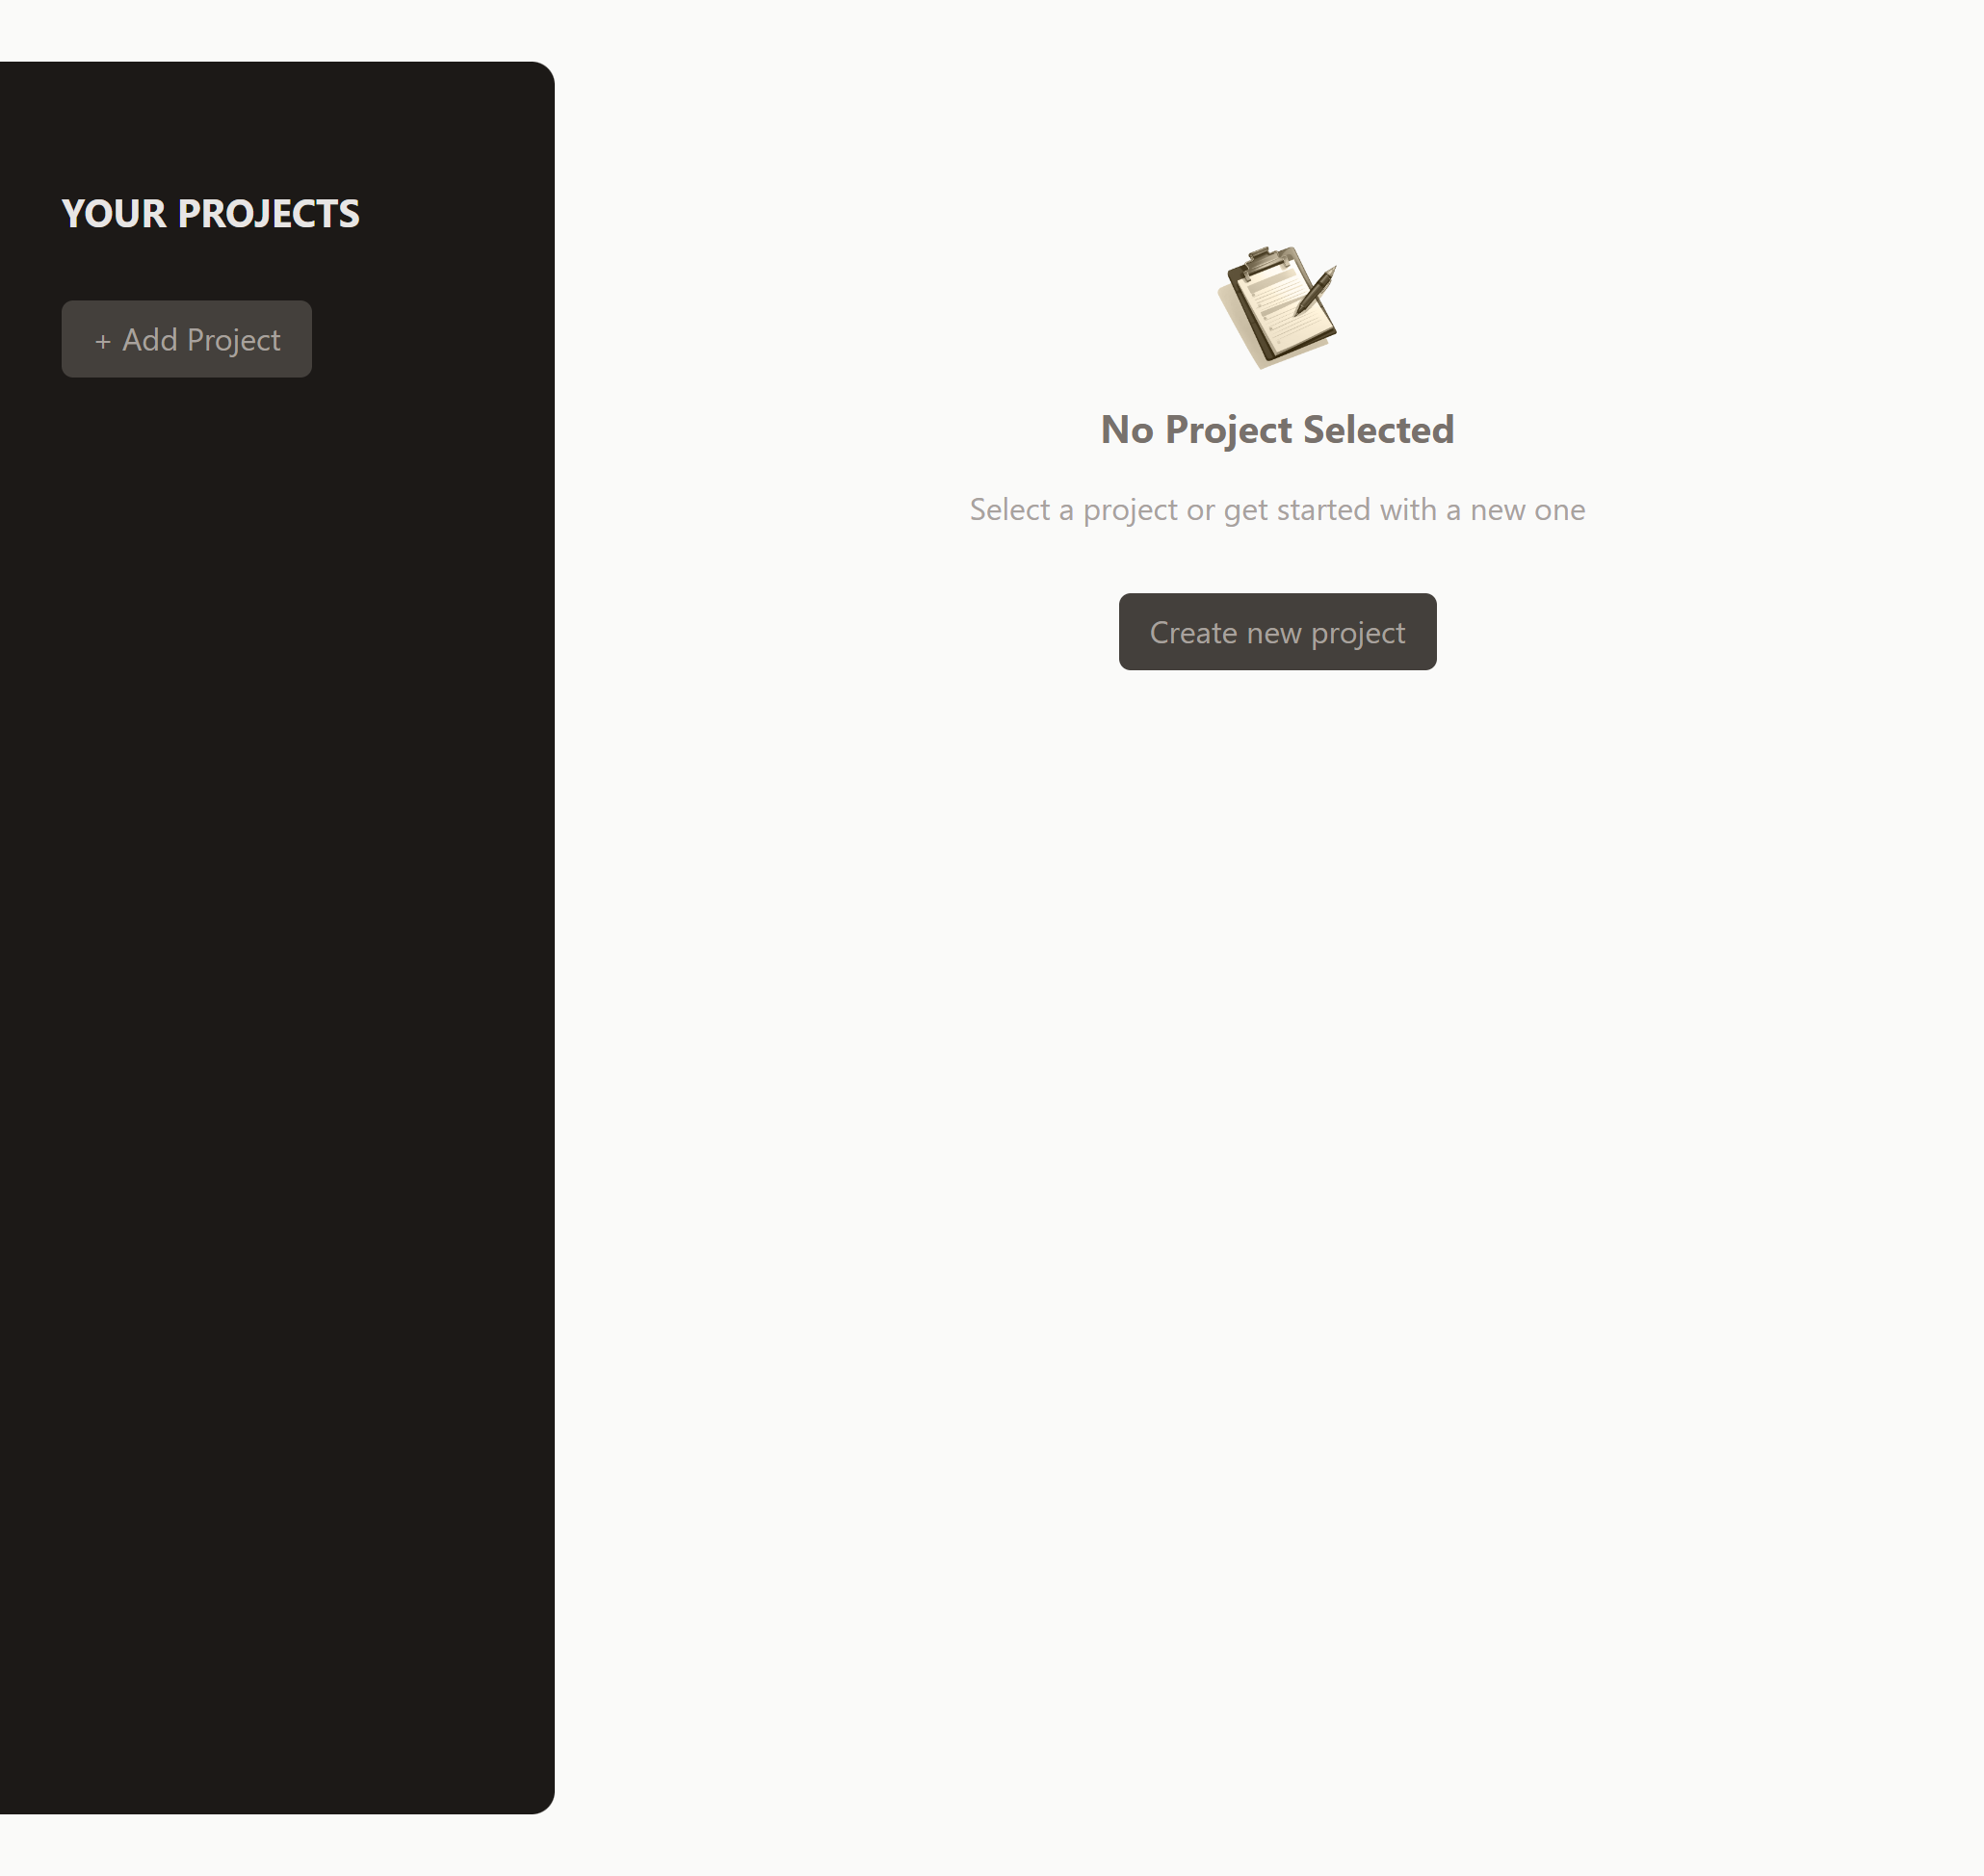 YOUR PROJECTS
+ Add Project
No Project Selected
Select a project or get started with a new one
Create new project